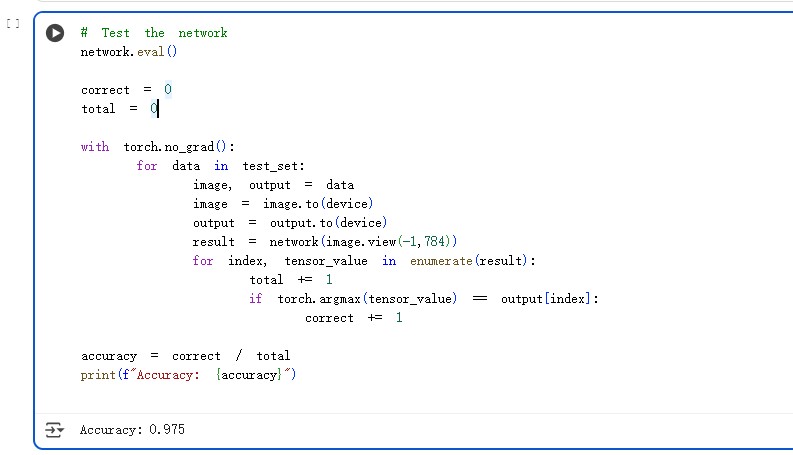 [ ]
# Test the network
network.eval()
correct = 0
total = 0
with torch.no_grad():
for data in test_set:
image, output = data
image = image.to(device)
output = output.to(device)
result = network(image.view(-1,784))
for index, tensor_value in enumerate(result):
total += 1
if torch.argmax(tensor_value) == output[index]:
correct += 1
accuracy = correct / total
print(f"Accuracy: {accuracy}")
Accuracy: 0.975